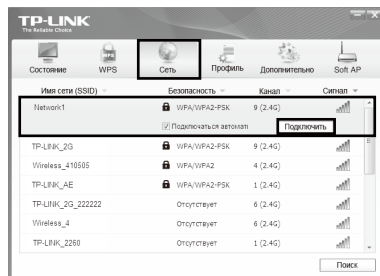 TP-LINK
The Reliable Choice
WPS
Состояние WPS Сеть Профиль Дополнительно Soft AP
Имя сети (SSID) Безопасность Канал Сигнал
Network1 WPA/WPA2-PSK 9 (2.4G)
Подключаться автомат Подключить
TP-LINK_2G WPA/WPA2-PSK 9 (2.4G)
Wireless_410505 WPA/WPA2 4 (2.4G)
TP-LINK_AE WPA/WPA2-PSK 1 (2.4G)
TP-LINK_2G_222222 Отсутствует 6 (2.4G)
Wireless_4 Отсутствует 6 (2.4G)
TP-LINK_2260 Отсутствует 1 (2.4G)
Поиск